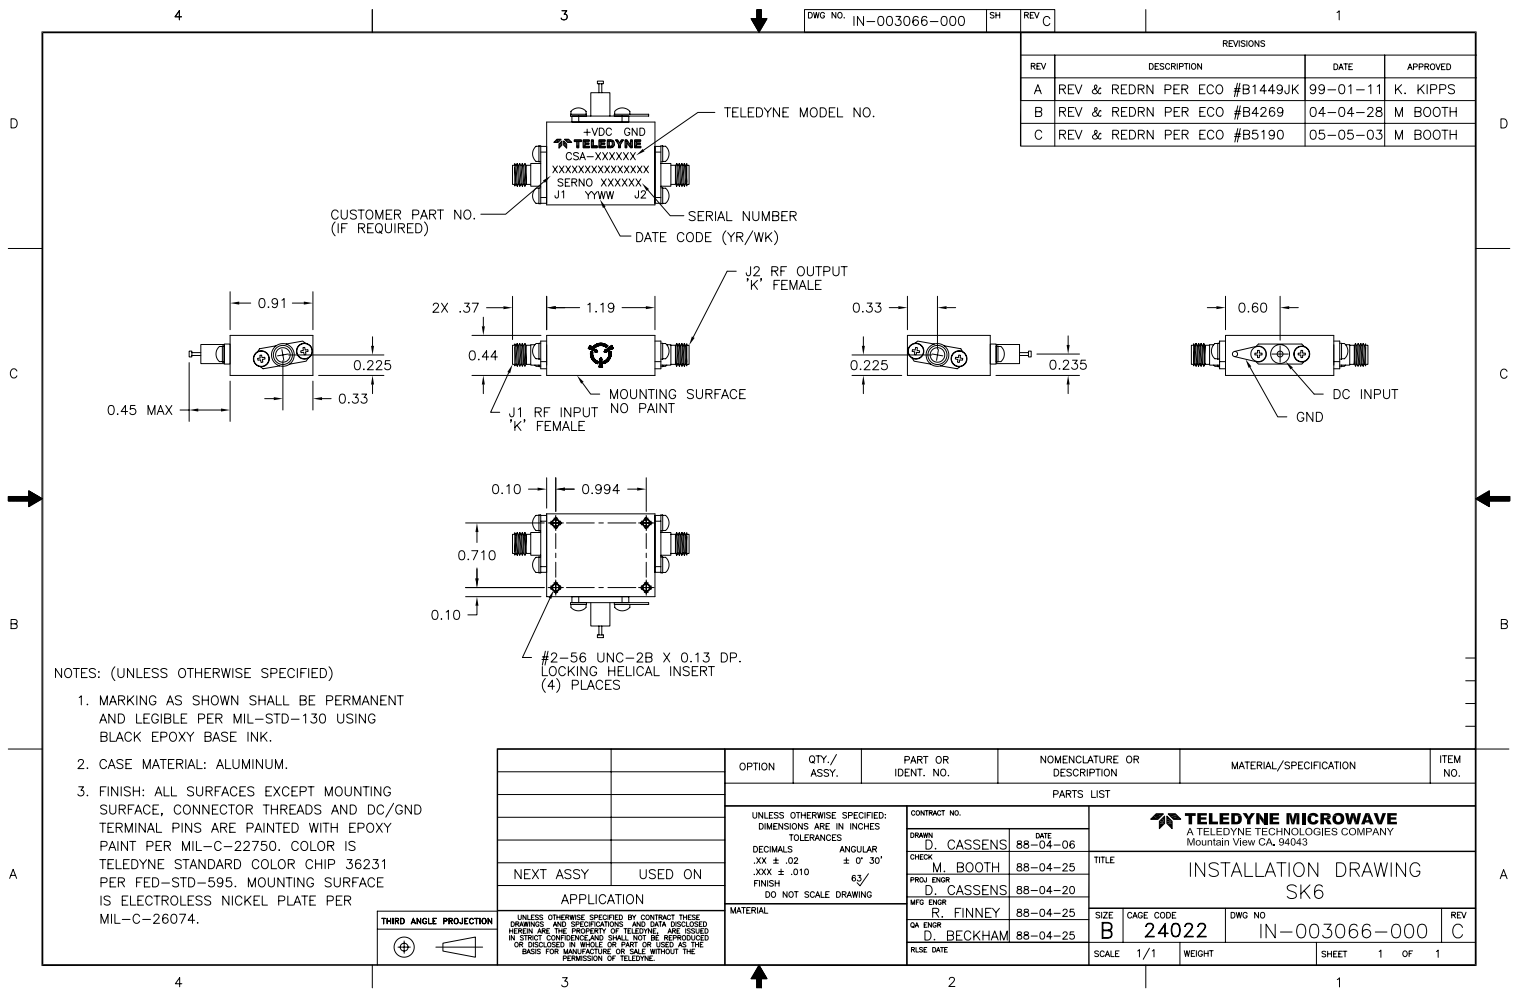 4
3
DWG NO. IN-003066-000
SH
REV C
1
REVISIONS
REV DESCRIPTION DATE APPROVED
A REV & REDRN PER ECO #B1449JK 99-01-11 K. KIPPS
B REV & REDRN PER ECO #B4269 04-04-28 M BOOTH
C REV & REDRN PER ECO #B5190 05-05-03 M BOOTH
D
D
+VDC GND
TELEDYNE
CSA-XXXXXX
XXXXXXXXXXXXXXX
SERNO XXXXXX
J1 YYWW J2
TELEDYNE MODEL NO.
CUSTOMER PART NO.
(IF REQUIRED)
SERIAL NUMBER
DATE CODE (YR/WK)
J2 RF OUTPUT
'K' FEMALE
0.91
0.225
0.33
0.45 MAX
2X .37
1.19
0.44
MOUNTING SURFACE
NO PAINT
J1 RF INPUT
'K' FEMALE
0.33
0.225
0.235
0.60
DC INPUT
GND
C
C
0.10
0.994
0.710
0.10
#2-56 UNC-2B X 0.13 DP.
LOCKING HELICAL INSERT
(4) PLACES
B
B
NOTES: (UNLESS OTHERWISE SPECIFIED)
1. MARKING AS SHOWN SHALL BE PERMANENT
AND LEGIBLE PER MIL-STD-130 USING
BLACK EPOXY BASE INK.
2. CASE MATERIAL: ALUMINUM.
3. FINISH: ALL SURFACES EXCEPT MOUNTING
SURFACE, CONNECTOR THREADS AND DC/GND
TERMINAL PINS ARE PAINTED WITH EPOXY
PAINT PER MIL-C-22750. COLOR IS
TELEDYNE STANDARD COLOR CHIP 36231
PER FED-STD-595. MOUNTING SURFACE
IS ELECTROLESS NICKEL PLATE PER
MIL-C-26074.
A
A
THIRD ANGLE PROJECTION
NEXT ASSY USED ON
APPLICATION
UNLESS OTHERWISE SPECIFIED BY CONTRACT THESE
DRAWINGS AND SPECIFICATIONS AND DATA DISCLOSED
HEREIN ARE THE PROPERTY OF TELEDYNE, ARE ISSUED
IN STRICT CONFIDENCE,AND SHALL NOT BE REPRODUCED
OR DISCLOSED IN WHOLE OR PART OR USED AS THE
BASIS FOR MANUFACTURE OR SALE WITHOUT THE
PERMISSION OF TELEDYNE.
OPTION
QTY./
ASSY.
PART OR
IDENT. NO.
NOMENCLATURE OR
DESCRIPTION
MATERIAL/SPECIFICATION
ITEM
NO.
PARTS LIST
UNLESS OTHERWISE SPECIFIED:
DIMENSIONS ARE IN INCHES
TOLERANCES
DECIMALS ANGULAR
.XX ± .02 ± 0° 30'
.XXX ± .010
FINISH 63/
DO NOT SCALE DRAWING
MATERIAL
CONTRACT NO.
DRAWN D. CASSENS DATE 88-04-06
CHECK M. BOOTH 88-04-25
PROJ ENGR D. CASSENS 88-04-20
MFG ENGR R. FINNEY 88-04-25
QA ENGR D. BECKHAM 88-04-25
RLSE DATE
TELEDYNE MICROWAVE
A TELEDYNE TECHNOLOGIES COMPANY
Mountain View CA. 94043
TITLE
INSTALLATION DRAWING
SK6
SIZE B
CAGE CODE 24022
DWG NO IN-003066-000
REV C
SCALE 1/1
WEIGHT
SHEET 1 OF 1
4
3
2
1